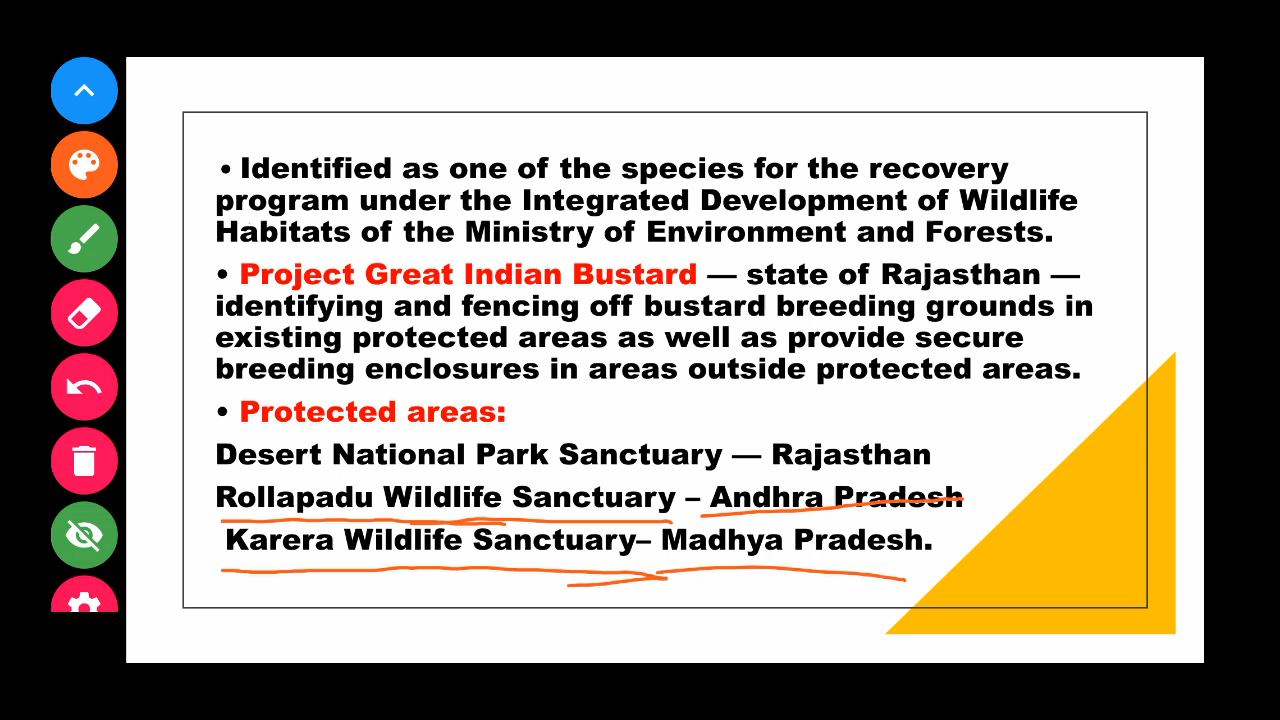 • Identified as one of the species for the recovery
program under the Integrated Development of Wildlife
Habitats of the Ministry of Environment and Forests.
• Project Great Indian Bustard — state of Rajasthan —
identifying and fencing off bustard breeding grounds in
existing protected areas as well as provide secure
breeding enclosures in areas outside protected areas.
• Protected areas:
Desert National Park Sanctuary — Rajasthan
Rollapadu Wildlife Sanctuary – Andhra Pradesh
Karera Wildlife Sanctuary– Madhya Pradesh.